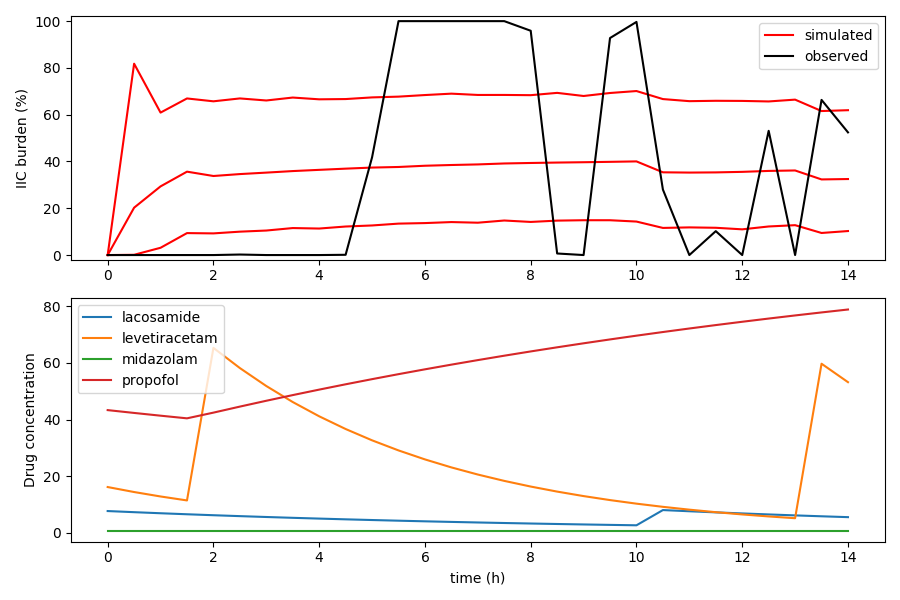 IIC burden (%)
100
80
60
40
20
0
simulated
observed
0 2 4 6 8 10 12 14
Drug concentration
80
60
40
20
0
lacosamide
levetiracetam
midazolam
propofol
0 2 4 6 8 10 12 14
time (h)